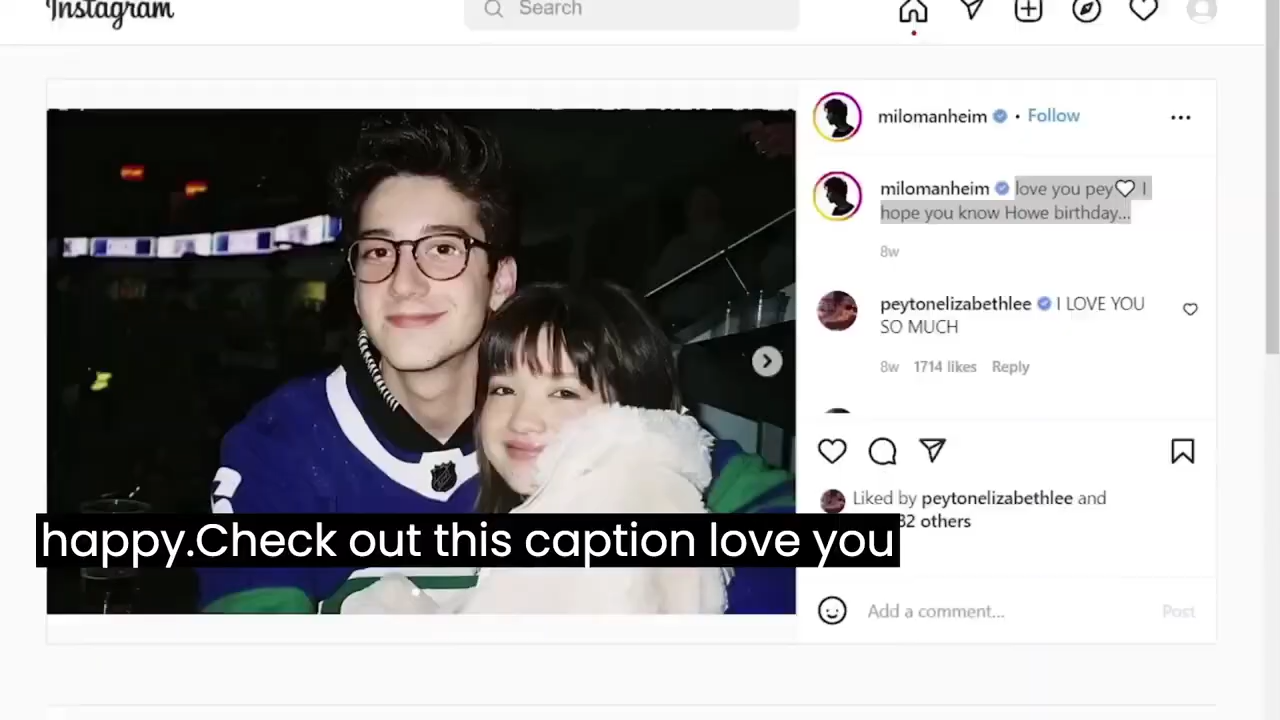 Instagram
Search
milomanheim • Follow
milomanheim love you pey I
hope you know Howe birthday...
8w
peytonelizabethlee I LOVE YOU
SO MUCH
8w 1714 likes Reply
Liked by peytonelizabethlee and
32 others
happy.Check out this caption love you
Add a comment... Post